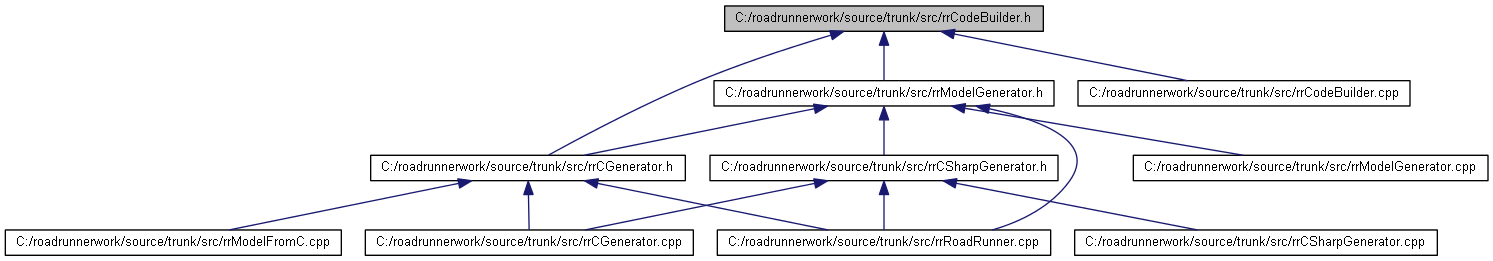 C:/roadrunnerwork/source/trunk/src/rrCodeBuilder.h
C:/roadrunnerwork/source/trunk/src/rrModelGenerator.h
C:/roadrunnerwork/source/trunk/src/rrCodeBuilder.cpp
C:/roadrunnerwork/source/trunk/src/rrCGenerator.h
C:/roadrunnerwork/source/trunk/src/rrCSharpGenerator.h
C:/roadrunnerwork/source/trunk/src/rrModelGenerator.cpp
C:/roadrunnerwork/source/trunk/src/rrModelFromC.cpp
C:/roadrunnerwork/source/trunk/src/rrCGenerator.cpp
C:/roadrunnerwork/source/trunk/src/rrRoadRunner.cpp
C:/roadrunnerwork/source/trunk/src/rrCSharpGenerator.cpp